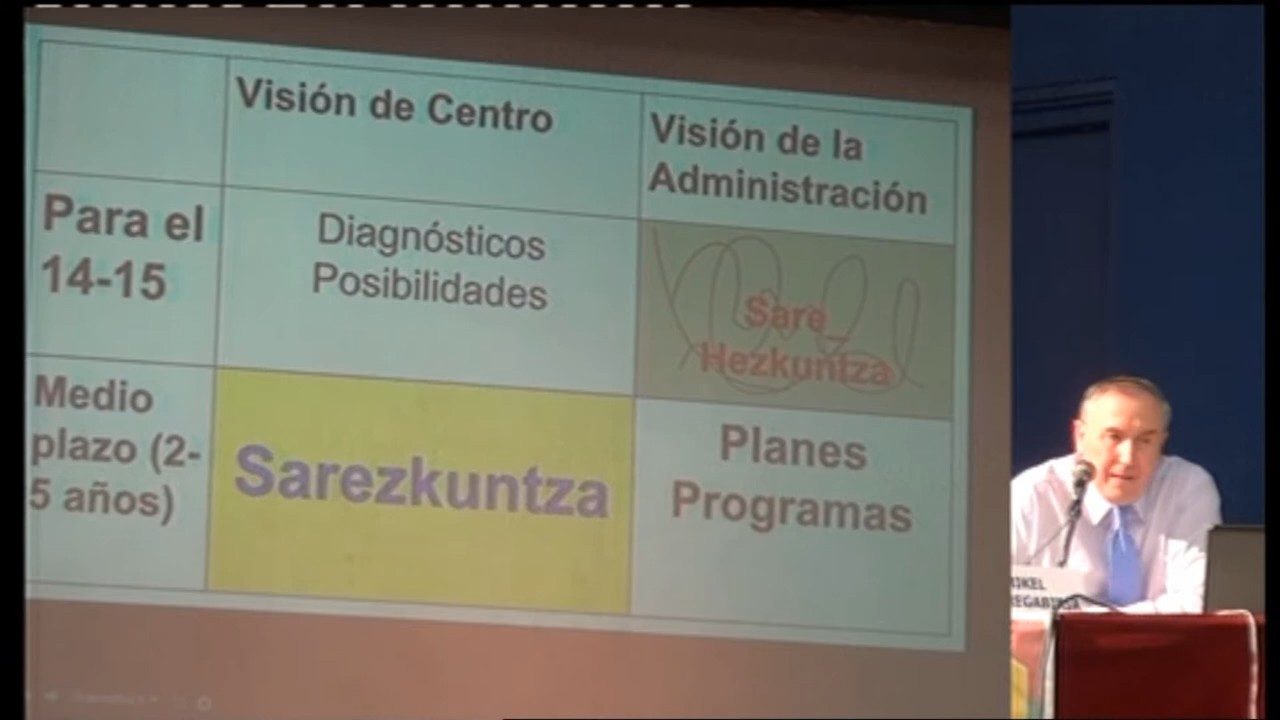 Visión de Centro
Visión de la
Administración
Para el
14-15
Diagnósticos
Posibilidades
Sare_
Hezkuntza
Medio
plazo (2-
5 años)
Sarezkuntza
Planes
Programas